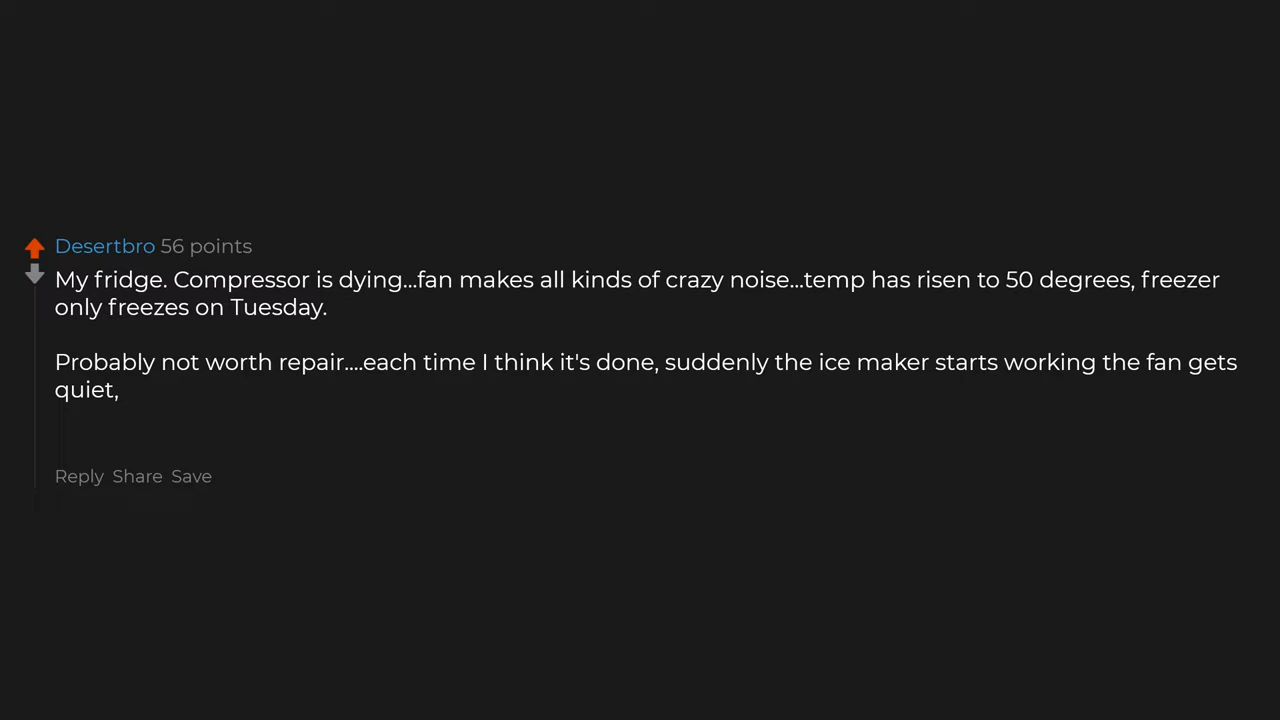 Desertbro 56 points
My fridge. Compressor is dying...fan makes all kinds of crazy noise...temp has risen to 50 degrees, freezer
only freezes on Tuesday.
Probably not worth repair....each time I think it's done, suddenly the ice maker starts working the fan gets
quiet,
Reply Share Save